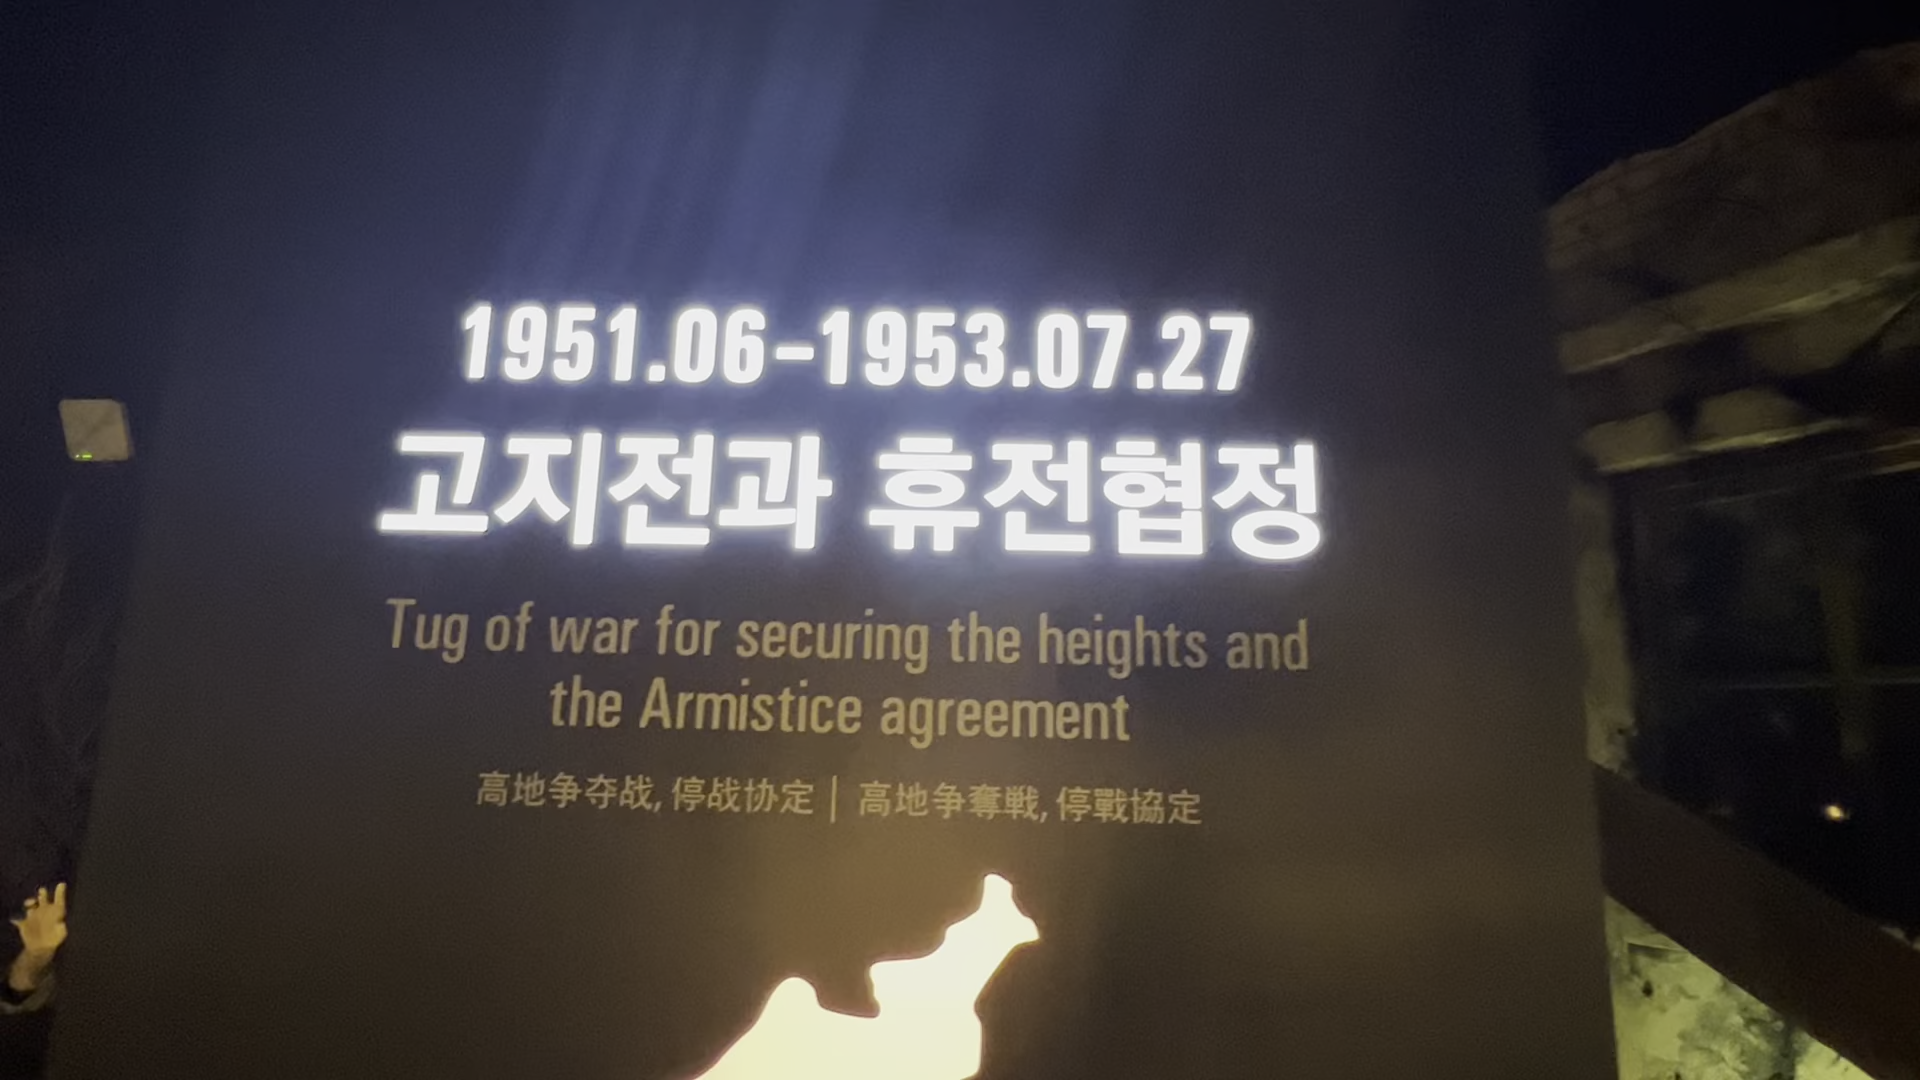 1951.06–1953.07.27
고지전과 휴전협정
Tug of war for securing the heights and
the Armistice agreement
高地争夺战, 停战协定 | 高地争奪戦, 停戰協定